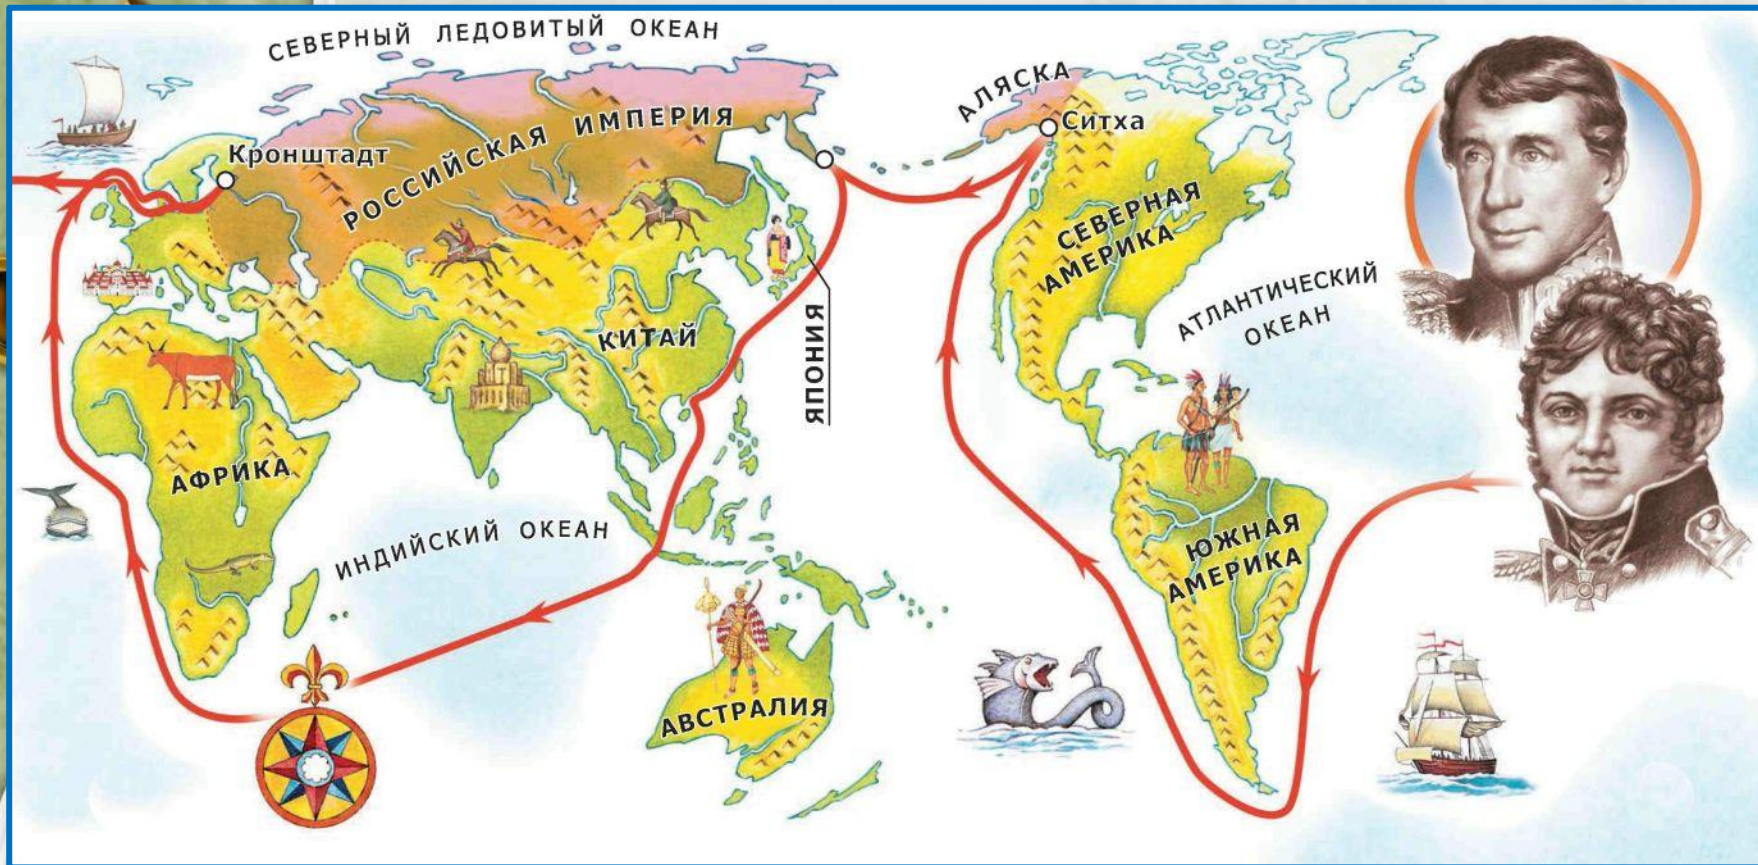 СЕВЕРНЫЙ ЛЕДОВИТЫЙ ОКЕАН
АЛЯСКА
Ситха
РОССИЙСКАЯ ИМПЕРИЯ
Кронштадт
СЕВЕРНАЯ
АМЕРИКА
АТЛАНТИЧЕСКИЙ
ОКЕАН
КИТАЙ
ЯПОНИЯ
АФРИКА
ИНДИЙСКИЙ ОКЕАН
ЮЖНАЯ
АМЕРИКА
АВСТРАЛИЯ